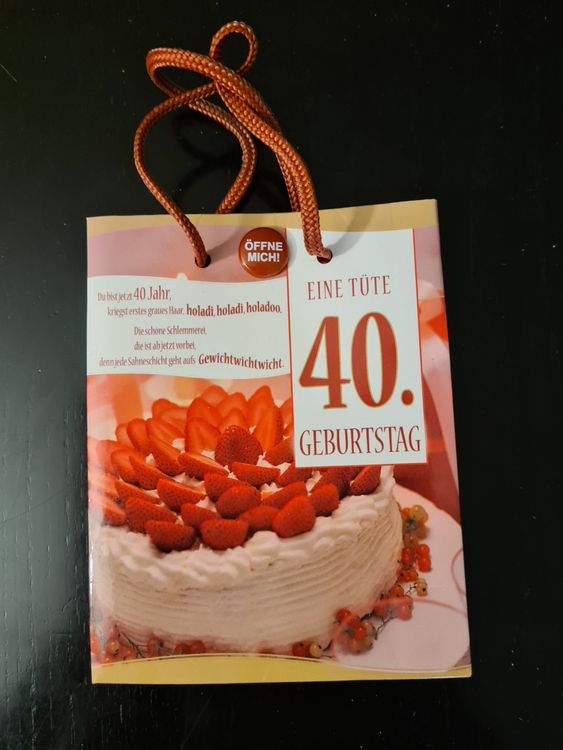 ÖFFNE
MICH!
Du bist jetzt 40 Jahr,
kriegst erstes graues Haar, holadi, holadi, holadoo.
Die schöne Schlemmerei,
die ist ab jetzt vorbei,
denn jede Sahneschicht geht aufs Gewichtwichtwicht.
EINE TÜTE
40.
GEBURTSTAG